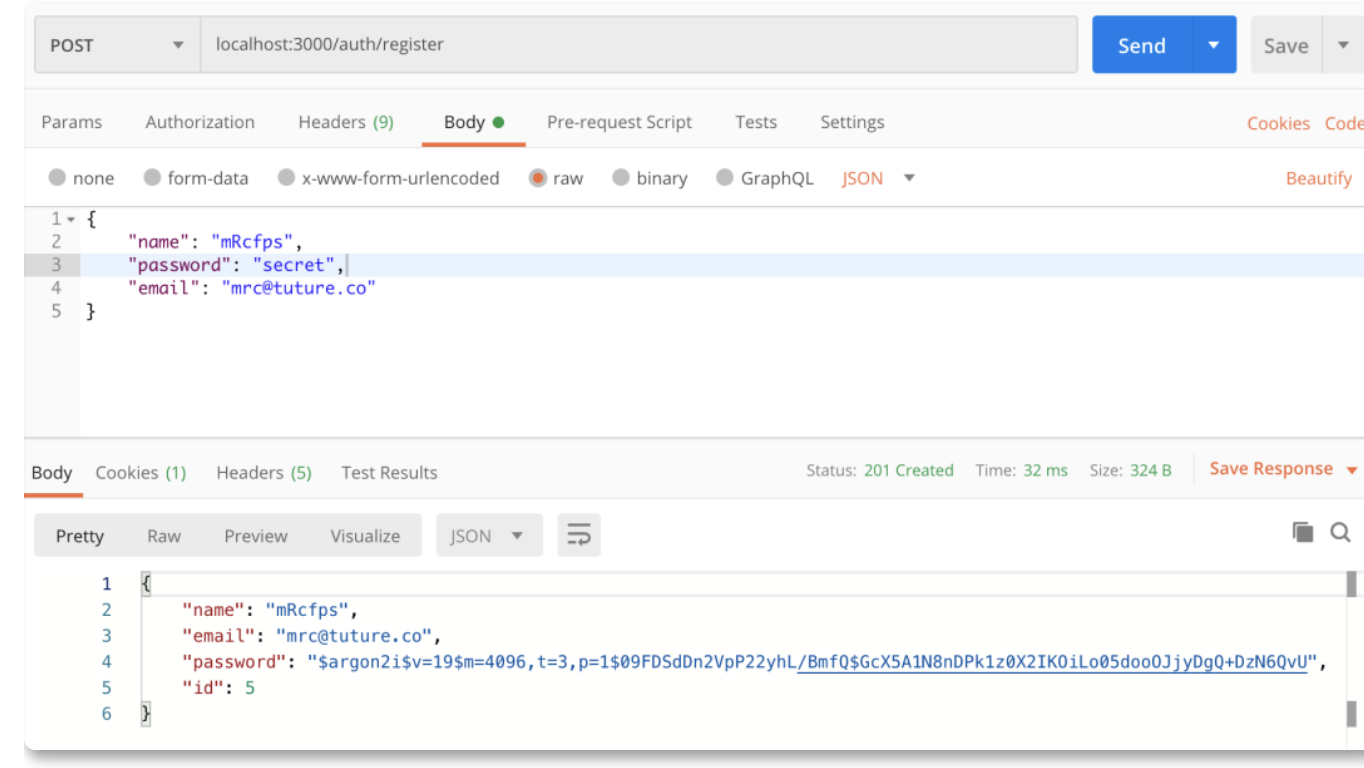 POST localhost:3000/auth/register Send Save
Params Authorization Headers (9) Body Pre-request Script Tests Settings Cookies Code
none form-data x-www-form-urlencoded raw binary GraphQL JSON Beautify
1 {
2 "name": "mRcfps",
3 "password": "secret",
4 "email": "mrc@tuture.co"
5 }
Body Cookies (1) Headers (5) Test Results Status: 201 Created Time: 32 ms Size: 324 B Save Response
Pretty Raw Preview Visualize JSON
1 {
2 "name": "mRcfps",
3 "email": "mrc@tuture.co",
4 "password": "$argon2i$v=19$m=4096,t=3,p=1$09FDSdDn2VpP22yhL/BmfQ$GcX5A1N8nDPk1z0X2IKOiLo05dooOJjyDgQ+DzN6QvU",
5 "id": 5
6 }